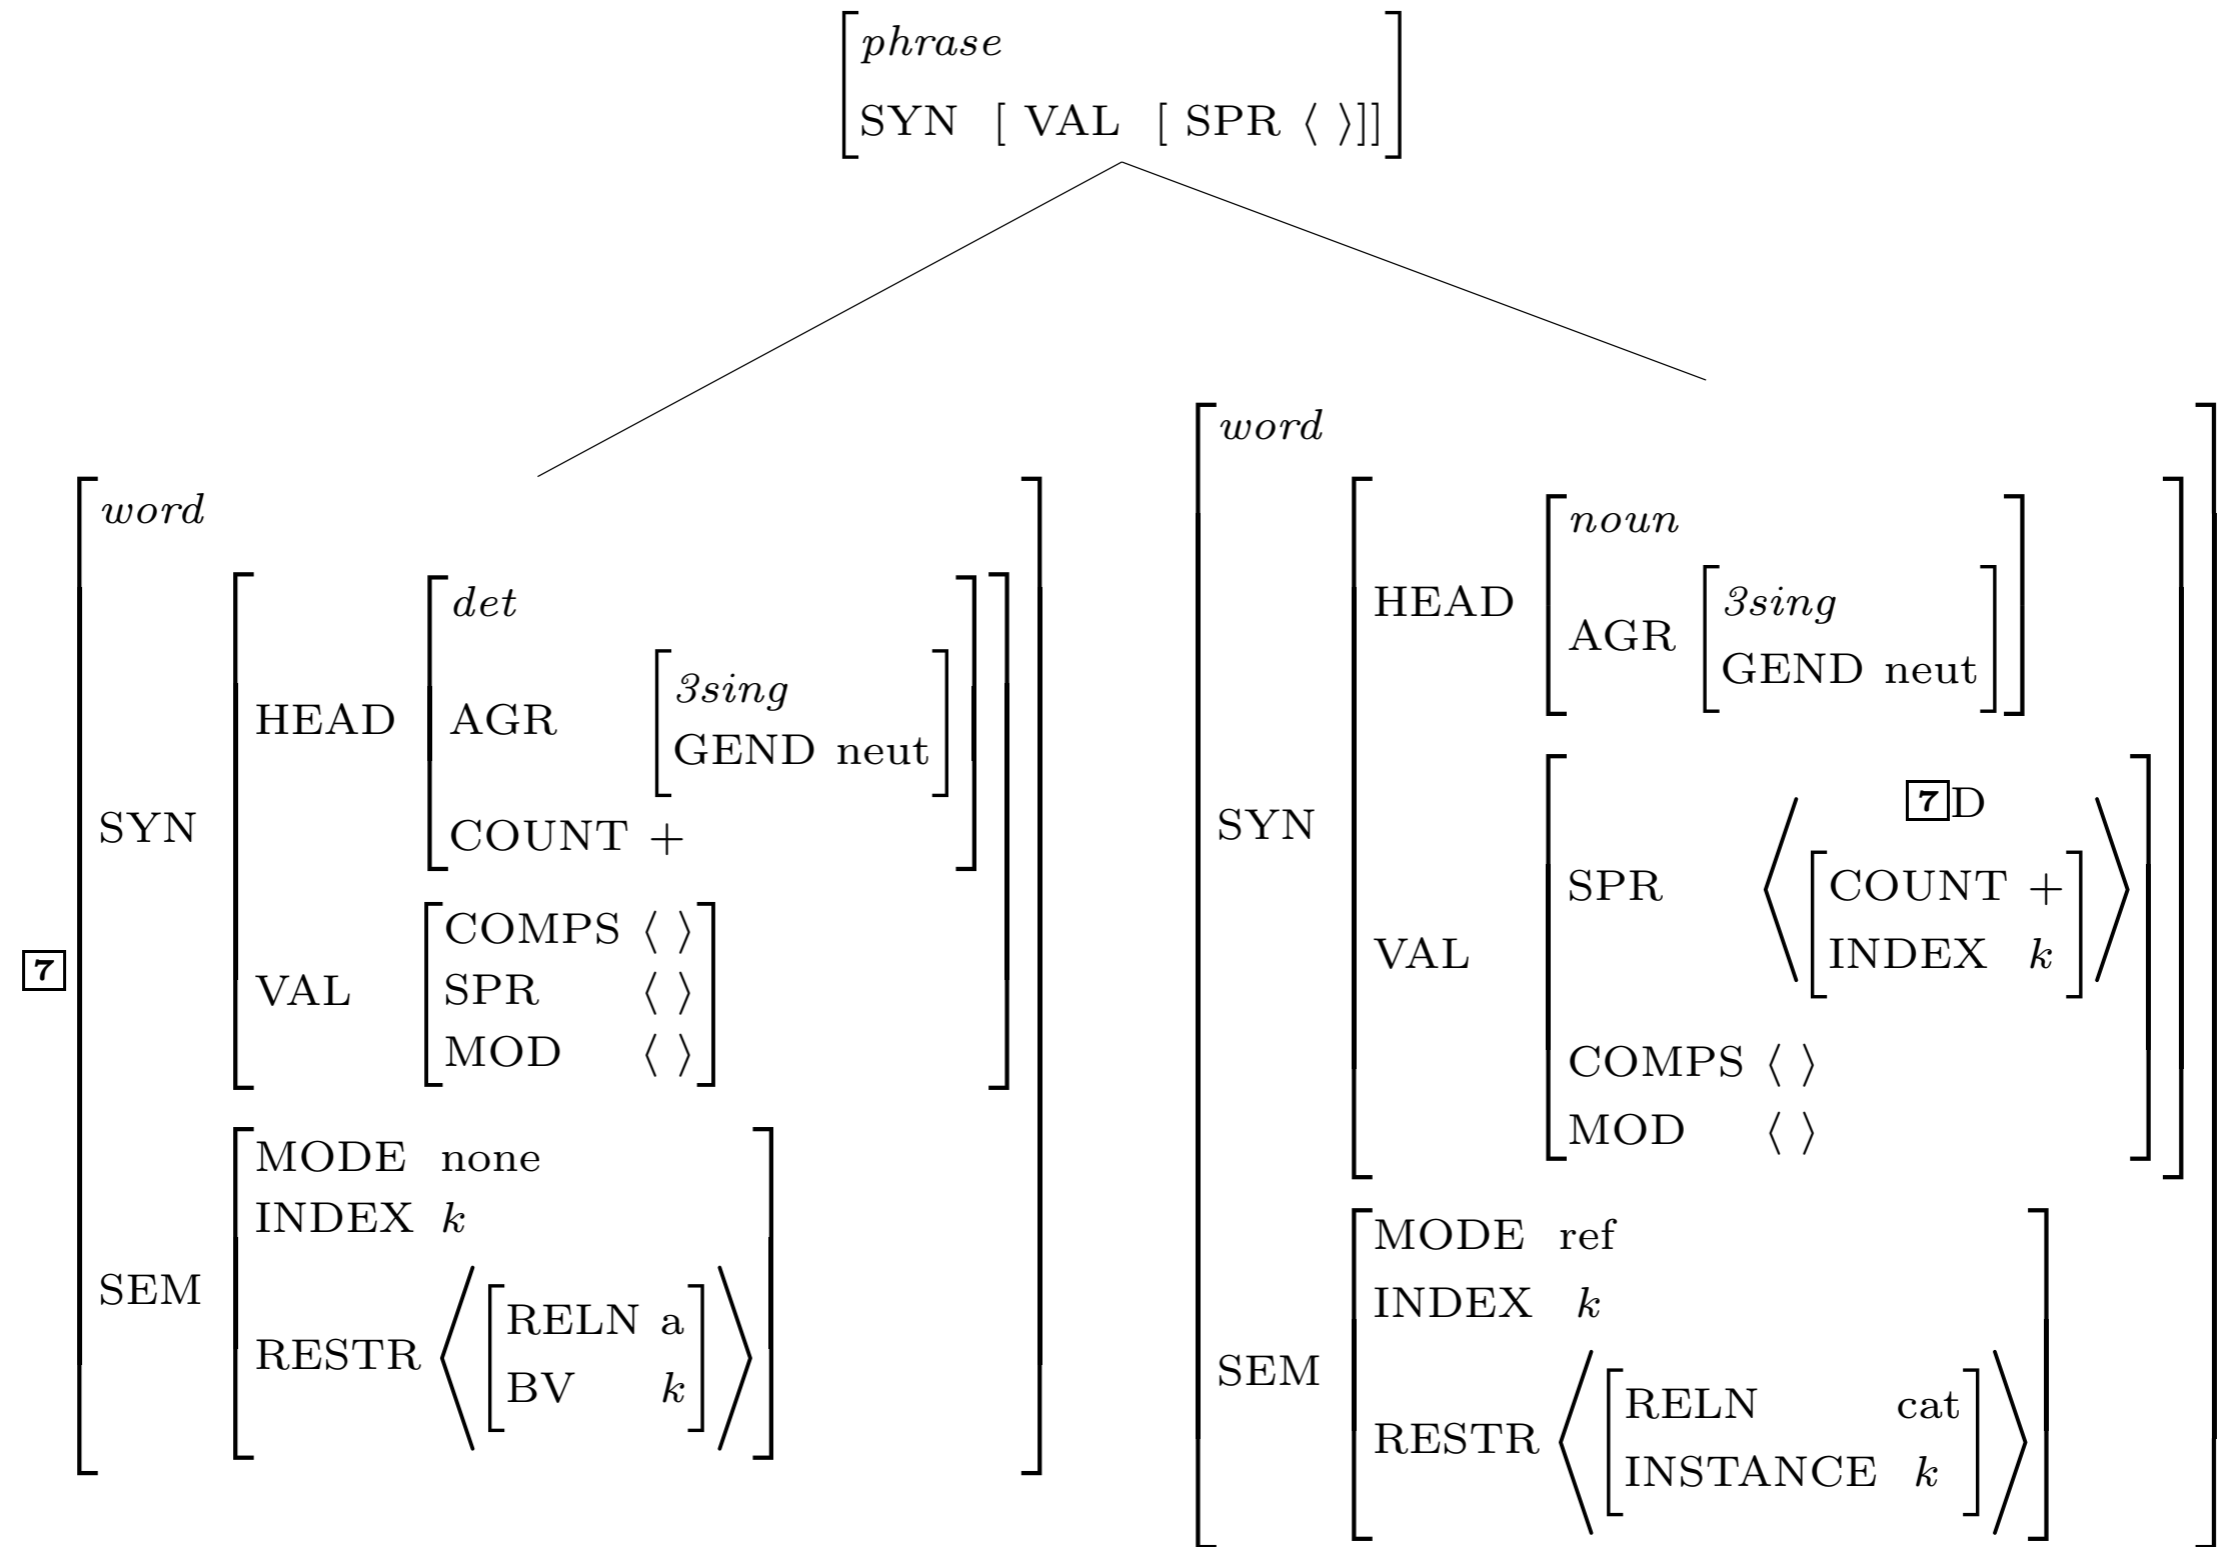 phrase
SYN [ VAL [ SPR ⟨ ⟩]]
7
word
SYN
HEAD
det
AGR
3sing
GEND neut
COUNT +
VAL
COMPS ⟨ ⟩
SPR ⟨ ⟩
MOD ⟨ ⟩
SEM
MODE none
INDEX k
RESTR
RELN a
BV k
word
SYN
HEAD
noun
AGR
3sing
GEND neut
VAL
SPR
7D
COUNT +
INDEX k
COMPS ⟨ ⟩
MOD ⟨ ⟩
SEM
MODE ref
INDEX k
RESTR
RELN cat
INSTANCE k